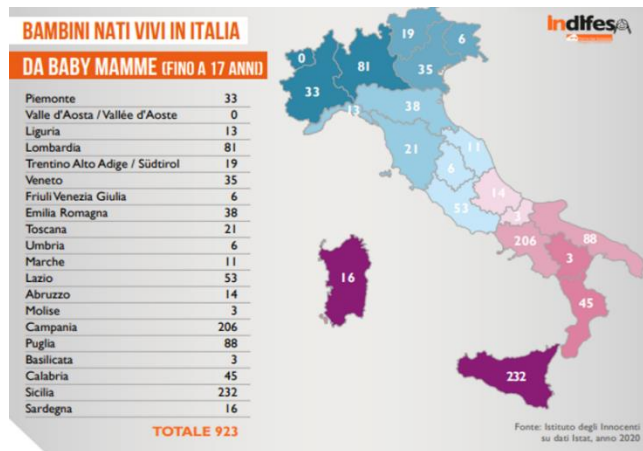 BAMBINI NATI VIVI IN ITALIA
DA BABY MAMME (FINO A 17 ANNI)
Indifesa
Piemonte 33
Valle d'Aosta / Vallée d'Aoste 0
Liguria 13
Lombardia 81
Trentino Alto Adige / Südtirol 19
Veneto 35
Friuli Venezia Giulia 6
Emilia Romagna 38
Toscana 21
Umbria 6
Marche 11
Lazio 53
Abruzzo 14
Molise 3
Campania 206
Puglia 88
Basilicata 3
Calabria 45
Sicilia 232
Sardegna 16
TOTALE 923
19
6
0
81
35
33
38
13
21
11
6
14
53
3
206
88
3
16
45
232
Fonte: Istituto degli Innocenti
su dati Istat, anno 2020